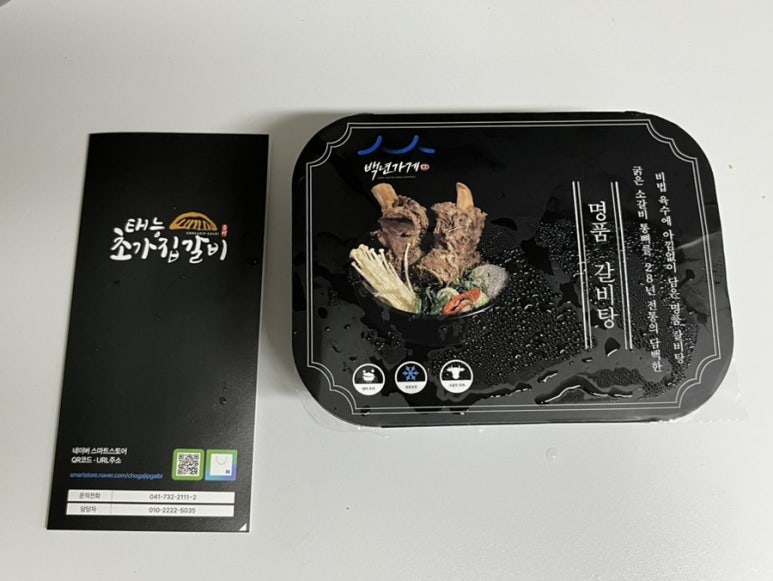 태능
초가집갈비
CHOGAZIP GALBI
네이버 스마트스토어
QR코드 · URL주소
smartstore.naver.com/chogajipgalbi
문의전화 041-732-2111~2
담당자 010-2222-5035
백년가게
명품 갈비탕
굵은 소갈비 통뼈를 28년 전통의 담백한
비법 육수에 아낌없이 담은 명품 갈비탕